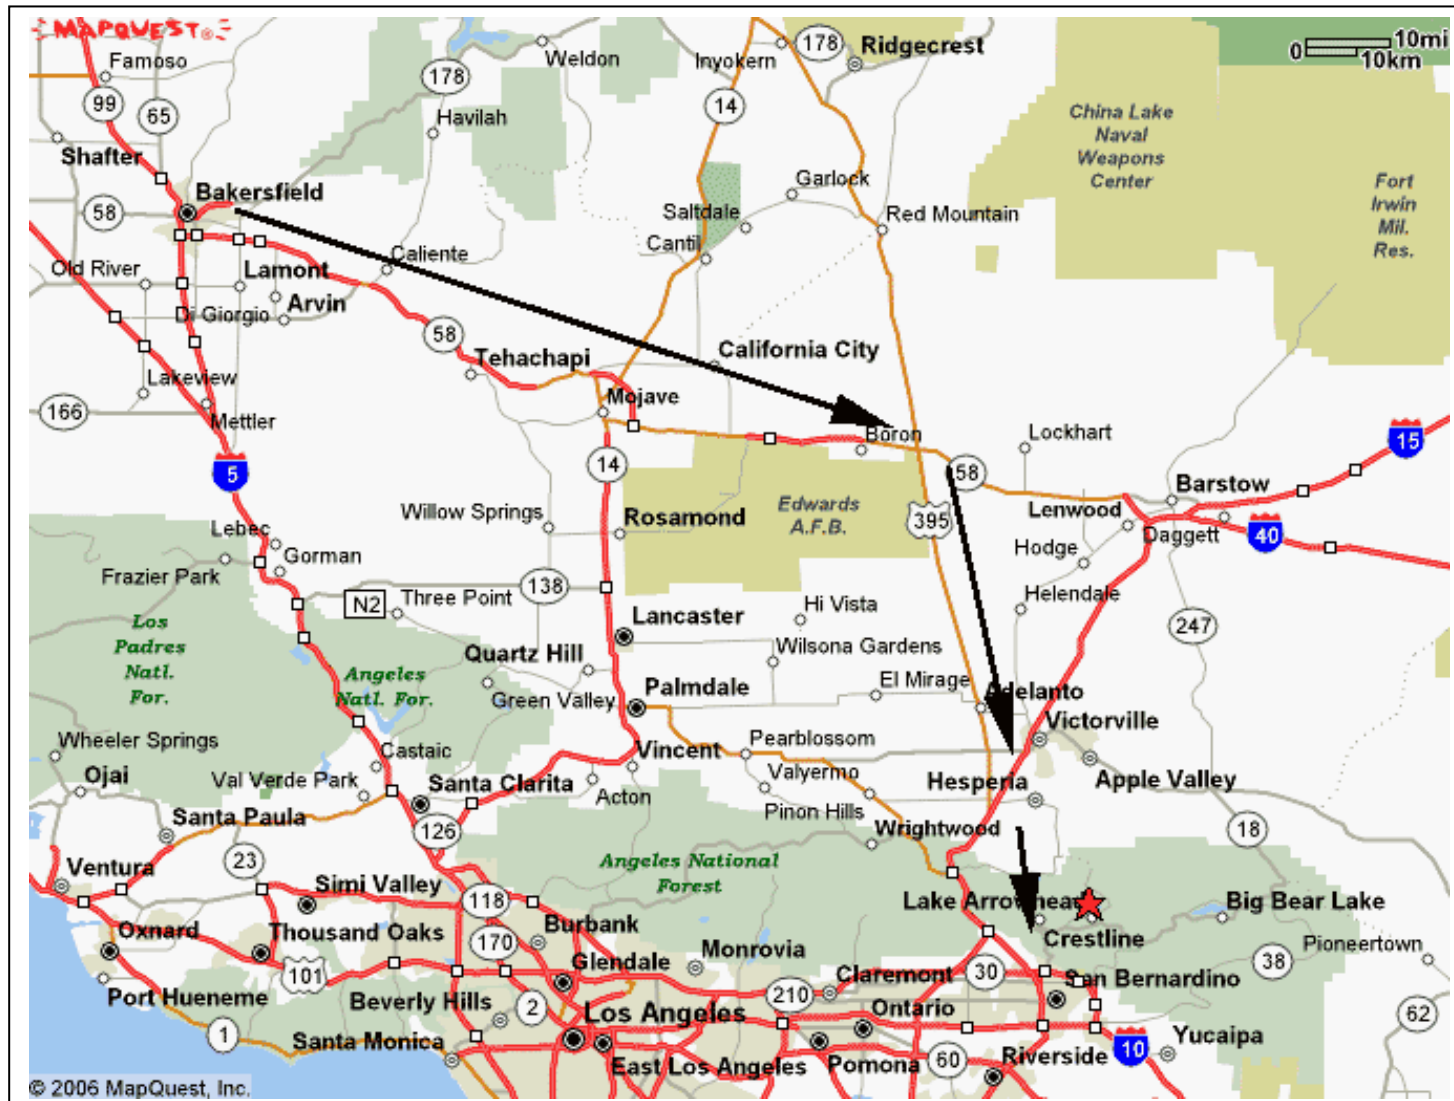 MAPQUEST
Famoso
99
65
178
Weldon
Inyokern
178
Ridgecrest
0 10mi
10km
14
Havilah
China Lake
Naval
Weapons
Center
Shafter
Bakersfield
58
Garlock
Saltdale
Red Mountain
Fort
Irwin
Mil.
Res.
Cantil
Caliente
Old River
Lamont
Di Giorgio
Arvin
58
Tehachapi
California City
Lakeview
166
Mettler
Mojave
Boron
Lockhart
15
5
14
58
Barstow
Willow Springs
Rosamond
Edwards
A.F.B.
395
Lenwood
Daggett
40
Lebec
Gorman
Hodge
Frazier Park
138
N2
Three Point
Hi Vista
Helendale
247
Los
Padres
Natl.
For.
Lancaster
Angeles
Natl. For.
Quartz Hill
Wilsona Gardens
Green Valley
Palmdale
El Mirage
Adelanto
Wheeler Springs
Castaic
Vincent
Pearblossom
Victorville
Ojai
Val Verde Park
Santa Clarita
Acton
Valyermo
Hesperia
Apple Valley
Santa Paula
Pinon Hills
126
Wrightwood
18
23
Ventura
Simi Valley
Angeles National
Forest
118
Lake Arrowhead
Big Bear Lake
Oxnard
Thousand Oaks
170
Burbank
Monrovia
Crestline
Pioneertown
101
Glendale
Claremont
30
San Bernardino
38
Port Hueneme
Beverly Hills
2
210
Ontario
1
Los Angeles
62
Santa Monica
East Los Angeles
Pomona
60
Riverside
10
Yucaipa
© 2006 MapQuest, Inc.